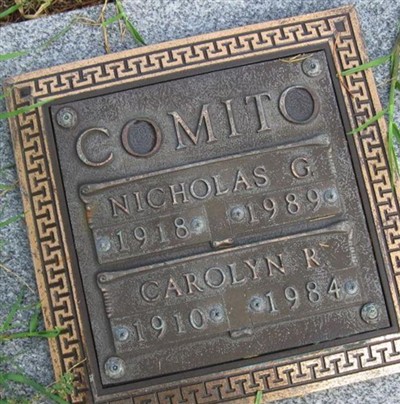 COMITO
NICHOLAS G.
1918 1989
CAROLYN R.
1910 1984